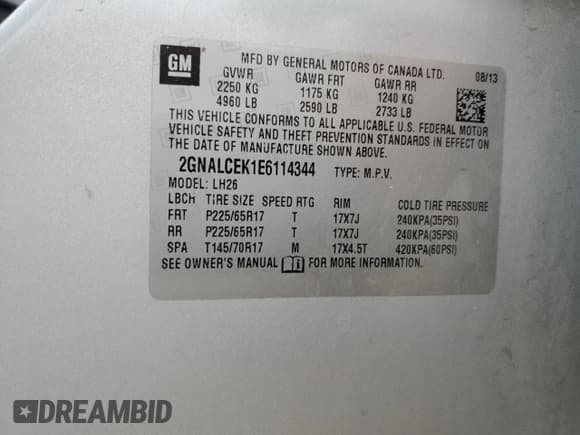 GM
MFD BY GENERAL MOTORS OF CANADA LTD. 08/13
GVWR GAWR FRT GAWR RR
2250 KG 1175 KG 1240 KG
4960 LB 2590 LB 2733 LB
THIS VEHICLE CONFORMS TO ALL APPLICABLE U.S. FEDERAL MOTOR
VEHICLE SAFETY AND THEFT PREVENTION STANDARDS IN EFFECT ON
THE DATE OF MANUFACTURE SHOWN ABOVE.
2GNALCEK1E6114344 TYPE: M.P.V.
MODEL: LH26
LBCH TIRE SIZE SPEED RTG RIM COLD TIRE PRESSURE
FRT P225/65R17 T 17X7J 240KPA(35PSI)
RR P225/65R17 T 17X7J 240KPA(35PSI)
SPA T145/70R17 M 17X4.5T 420KPA(60PSI)
SEE OWNER'S MANUAL FOR MORE INFORMATION.
DREAMBID